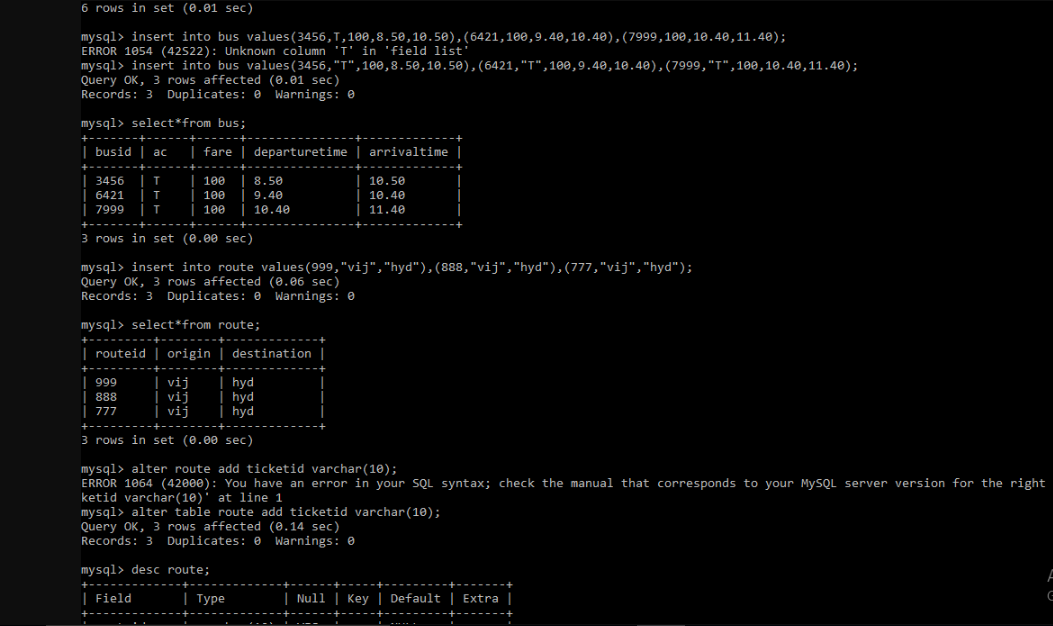 6 rows in set (0.01 sec)
mysql> insert into bus values(3456,T,100,8.50,10.50),(6421,100,9.40,10.40),(7999,100,10.40,11.40);
ERROR 1054 (42S22): Unknown column 'T' in 'field list'
mysql> insert into bus values(3456,"T",100,8.50,10.50),(6421,"T",100,9.40,10.40),(7999,"T",100,10.40,11.40);
Query OK, 3 rows affected (0.01 sec)
Records: 3  Duplicates: 0  Warnings: 0
mysql> select*from bus;
+-------+------+------+---------------+-------------+
| busid | ac   | fare | departuretime | arrivaltime |
+-------+------+------+---------------+-------------+
| 3456  | T    | 100  | 8.50          | 10.50       |
| 6421  | T    | 100  | 9.40          | 10.40       |
| 7999  | T    | 100  | 10.40         | 11.40       |
+-------+------+------+---------------+-------------+
3 rows in set (0.00 sec)
mysql> insert into route values(999,"vij","hyd"),(888,"vij","hyd"),(777,"vij","hyd");
Query OK, 3 rows affected (0.06 sec)
Records: 3  Duplicates: 0  Warnings: 0
mysql> select*from route;
+---------+--------+-------------+
| routeid | origin | destination |
+---------+--------+-------------+
| 999     | vij    | hyd         |
| 888     | vij    | hyd         |
| 777     | vij    | hyd         |
+---------+--------+-------------+
3 rows in set (0.00 sec)
mysql> alter route add ticketid varchar(10);
ERROR 1064 (42000): You have an error in your SQL syntax; check the manual that corresponds to your MySQL server version for the right
ketid varchar(10)' at line 1
mysql> alter table route add ticketid varchar(10);
Query OK, 3 rows affected (0.14 sec)
Records: 3  Duplicates: 0  Warnings: 0
mysql> desc route;
+-------------+-------------+------+-----+---------+-------+
| Field       | Type        | Null | Key | Default | Extra |
+-------------+-------------+------+-----+---------+-------+